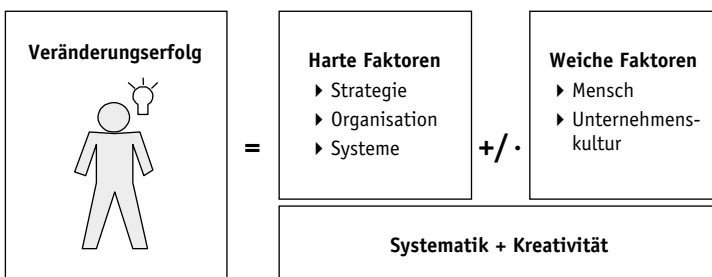 Veränderungserfolg
=
Harte Faktoren
Strategie
Organisation
Systeme
+/·
Weiche Faktoren
Mensch
Unternehmens-
kultur
Systematik + Kreativität